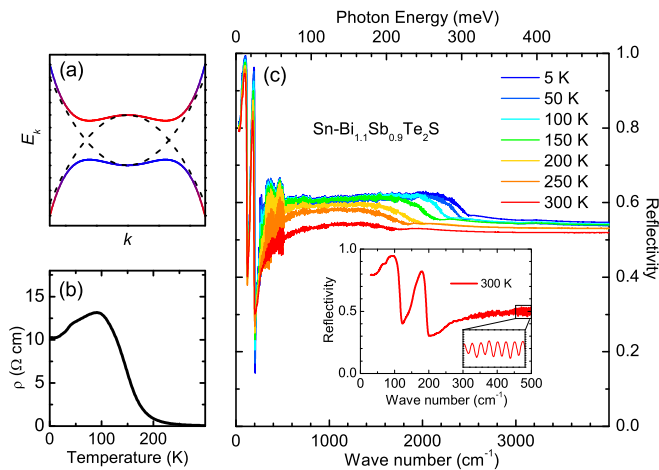 Photon Energy (meV)
0 100 200 300 400
(a)
E_k
k
(b)
ρ (Ω cm)
15
10
5
0
0 100 200
Temperature (K)
(c)
Sn-Bi₁.₁Sb₀.₉Te₂S
5 K
50 K
100 K
150 K
200 K
250 K
300 K
1.0
0.8
0.6
0.4
0.2
0.0
Reflectivity
0 1000 2000 3000
Wave number (cm⁻¹)
1.0
0.5
0.0
Reflectivity
300 K
0 100 200 300 400 500
Wave number (cm⁻¹)